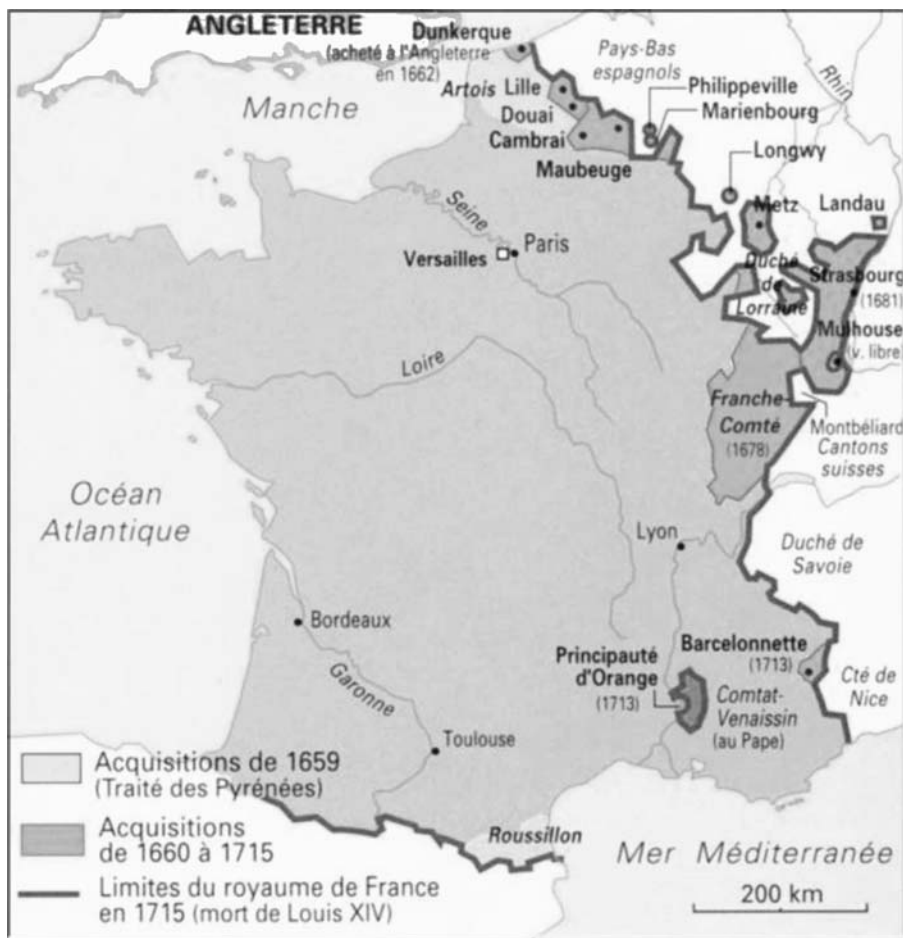 ANGLETERRE
Dunkerque
(acheté à l'Angleterre
en 1662)
Pays-Bas
espagnols
Rhin
Manche
Artois
Lille
Philippeville
Douai
Marienbourg
Cambrai
Longwy
Maubeuge
Metz
Landau
Seine
Paris
Versailles
Duché
de
Lorraine
Strasbourg
(1681)
Mulhouse
(v. libre)
Loire
Franche-
Comté
(1678)
Montbéliard
Cantons
suisses
Océan
Atlantique
Lyon
Duché de
Savoie
Bordeaux
Garonne
Principauté
d'Orange
(1713)
Barcelonnette
(1713)
Comtat-
Venaissin
(au Pape)
Cté de
Nice
Toulouse
Roussillon
Mer Méditerranée
200 km
Acquisitions de 1659
(Traité des Pyrénées)
Acquisitions
de 1660 à 1715
Limites du royaume de France
en 1715 (mort de Louis XIV)